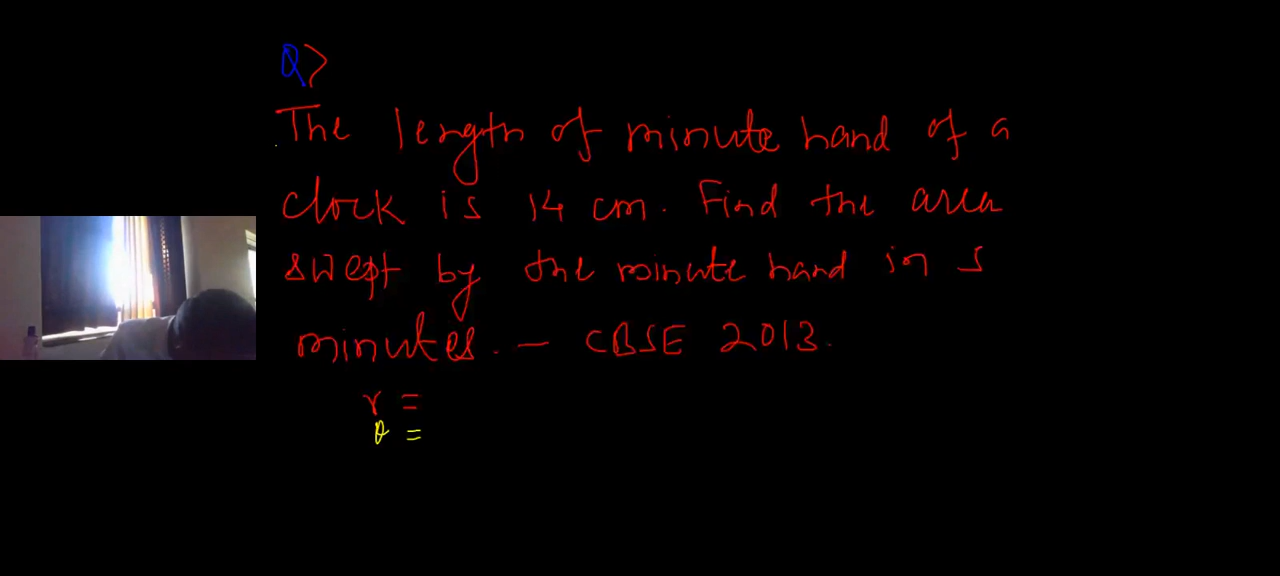 Q>
The length of minute hand of a
clock is 14 cm. Find the area
swept by the minute hand in 5
minutes. - CBSE 2013.
r =
θ =